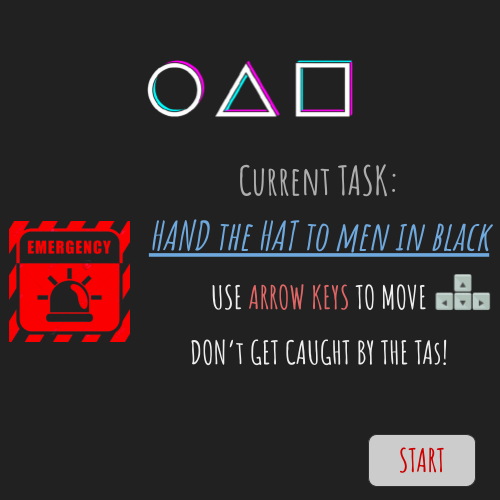 Current TASK:
HAND the HAT to men in black
EMERGENCY
USE ARROW KEYS TO MOVE
DON't GET CAUGHT BY THE TAs!
START